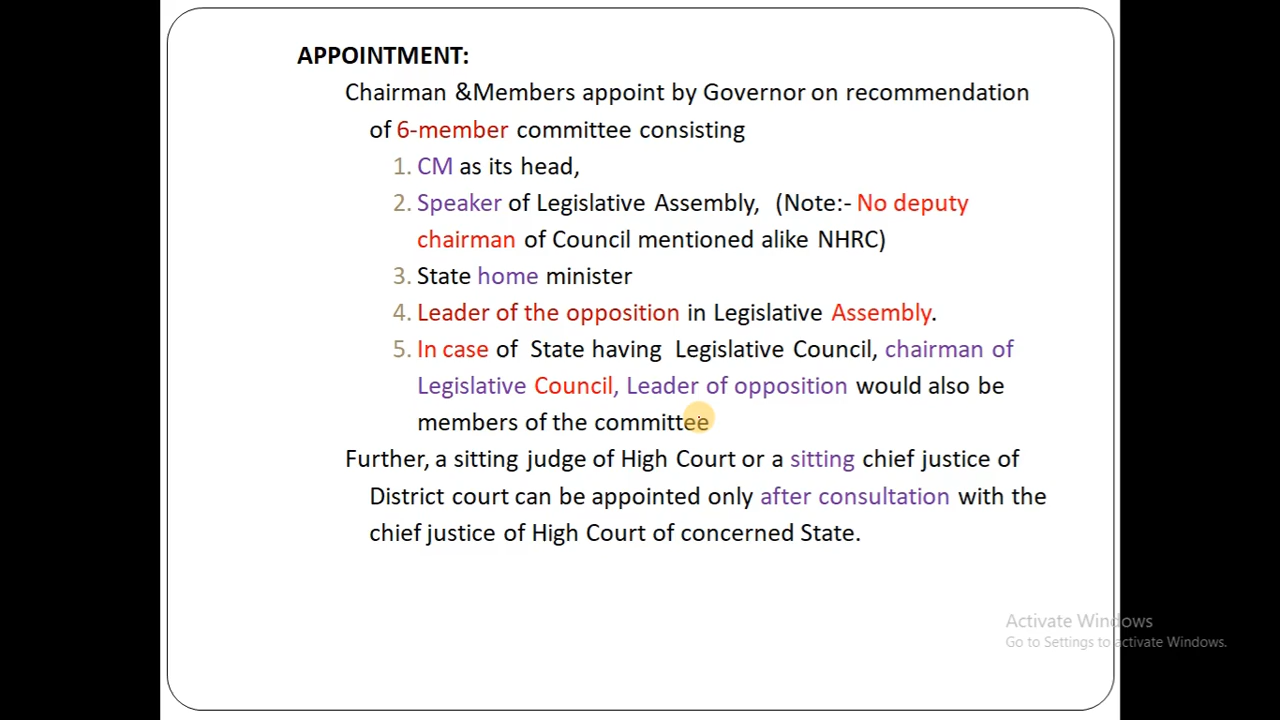 APPOINTMENT:
Chairman &Members appoint by Governor on recommendation
of 6-member committee consisting
1. CM as its head,
2. Speaker of Legislative Assembly, (Note:- No deputy
chairman of Council mentioned alike NHRC)
3. State home minister
4. Leader of the opposition in Legislative Assembly.
5. In case of State having Legislative Council, chairman of
Legislative Council, Leader of opposition would also be
members of the committee
Further, a sitting judge of High Court or a sitting chief justice of
District court can be appointed only after consultation with the
chief justice of High Court of concerned State.
Activate Windows
Go to Settings to activate Windows.